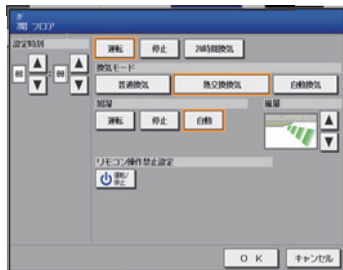 フロア
設定時刻
運転 停止 24時間換気
換気モード
普通換気 熱交換換気 自動換気
加湿 風量
運転 停止 自動
08 : 00
リモコン操作禁止設定
運転/
停止
OK キャンセル